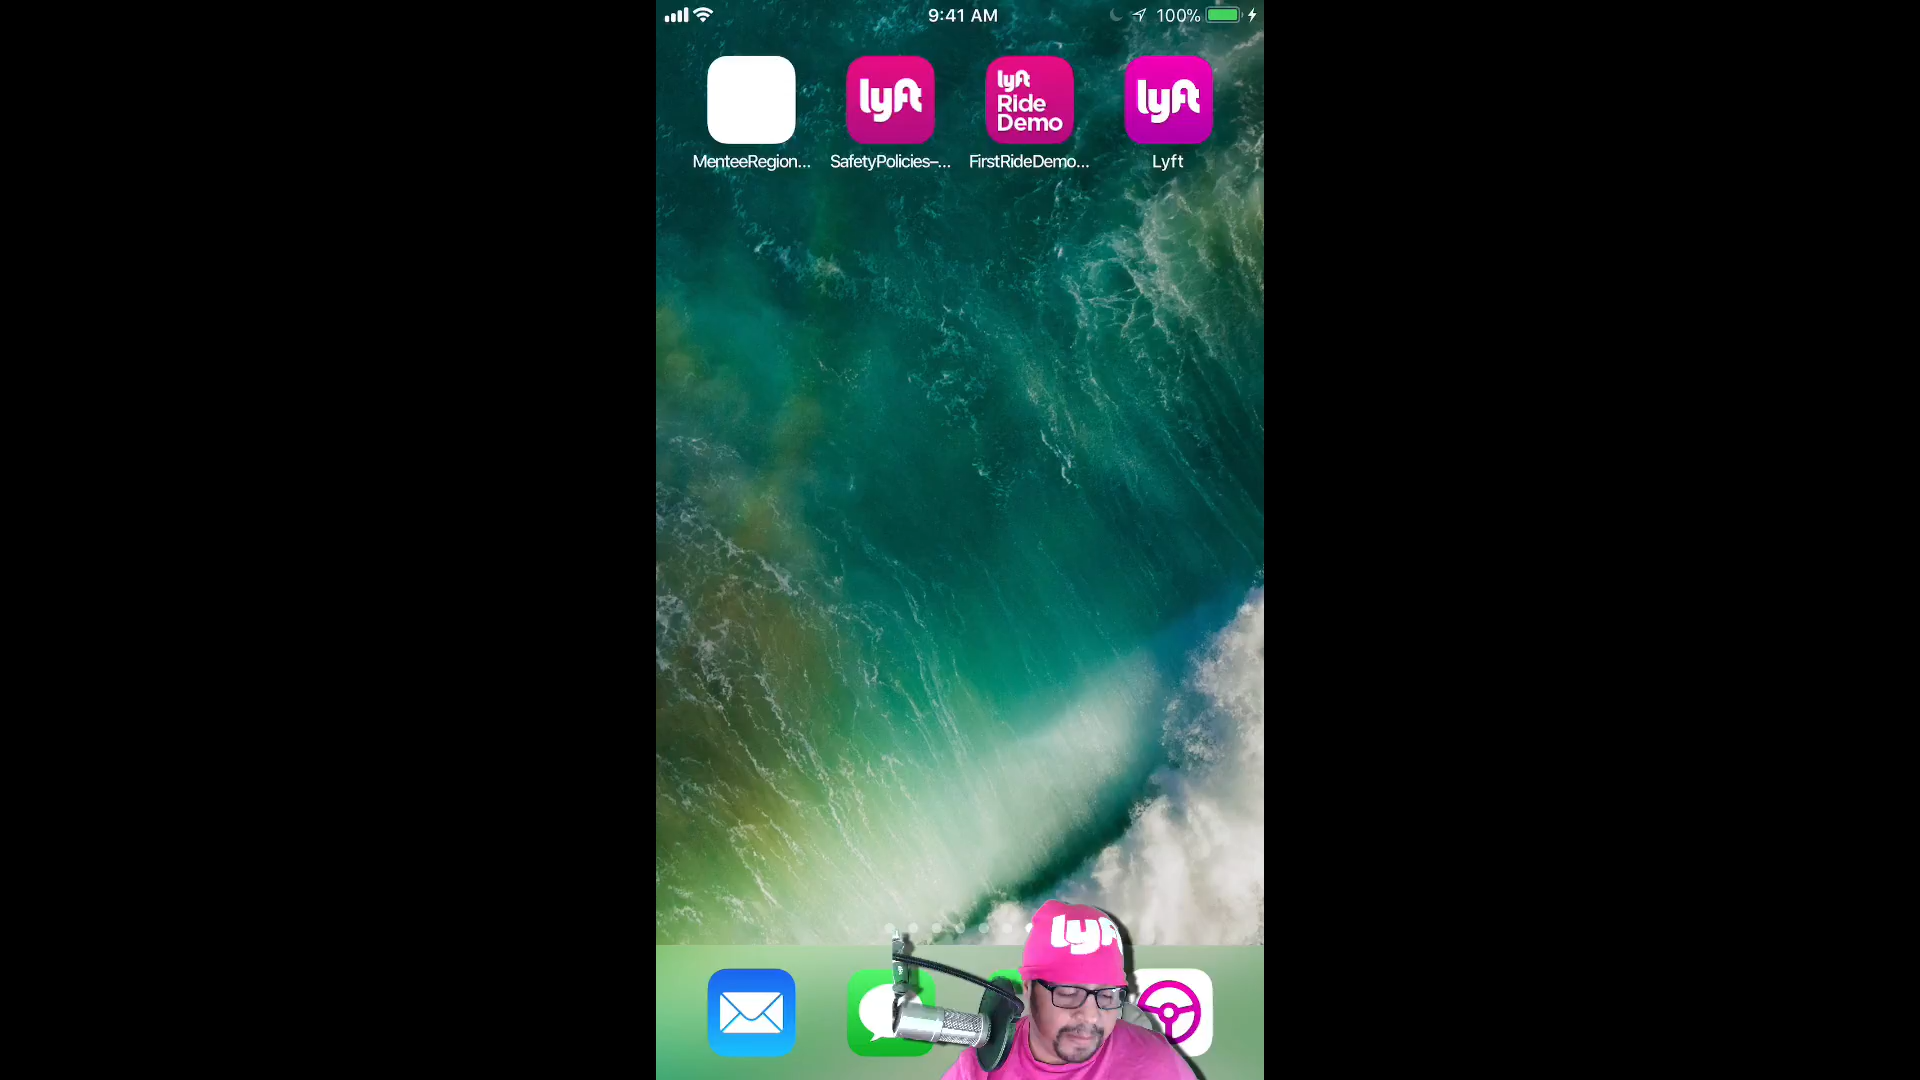 9:41 AM
100%
lyft
lyft
Ride
Demo
lyft
MenteeRegion...
SafetyPolicies–...
FirstRideDemo...
Lyft
lyft